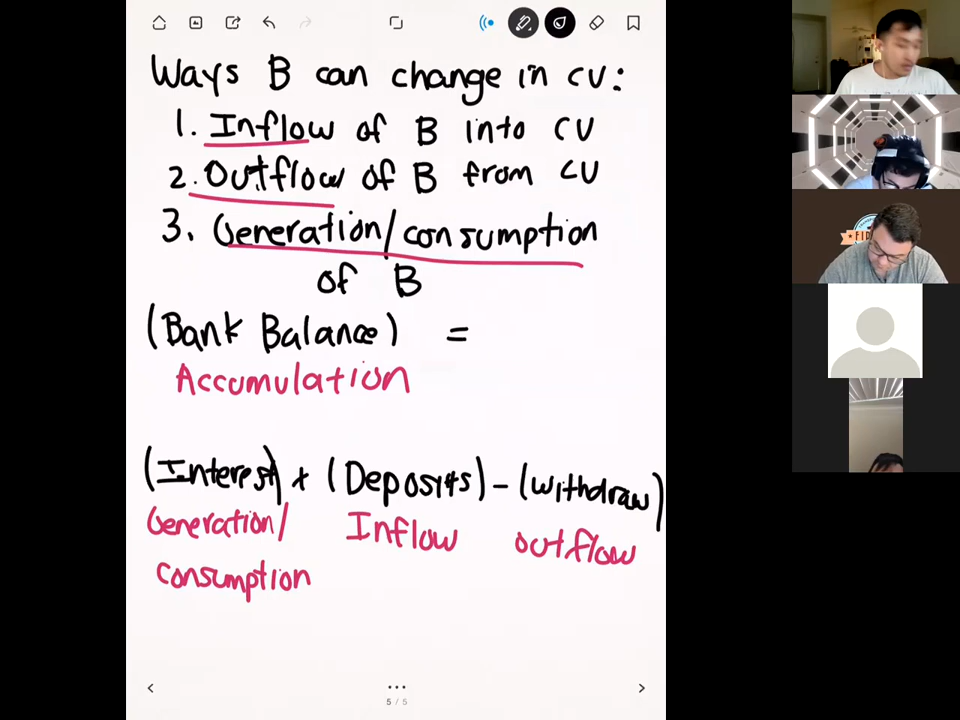 Ways B can change in CV:
1. Inflow of B into CV
2. Outflow of B from CV
3. Generation/consumption
of B
(Bank Balance) =
Accumulation
(Interest) + (Deposits) - (withdraw)
Generation/ Inflow outflow
consumption
5 / 5